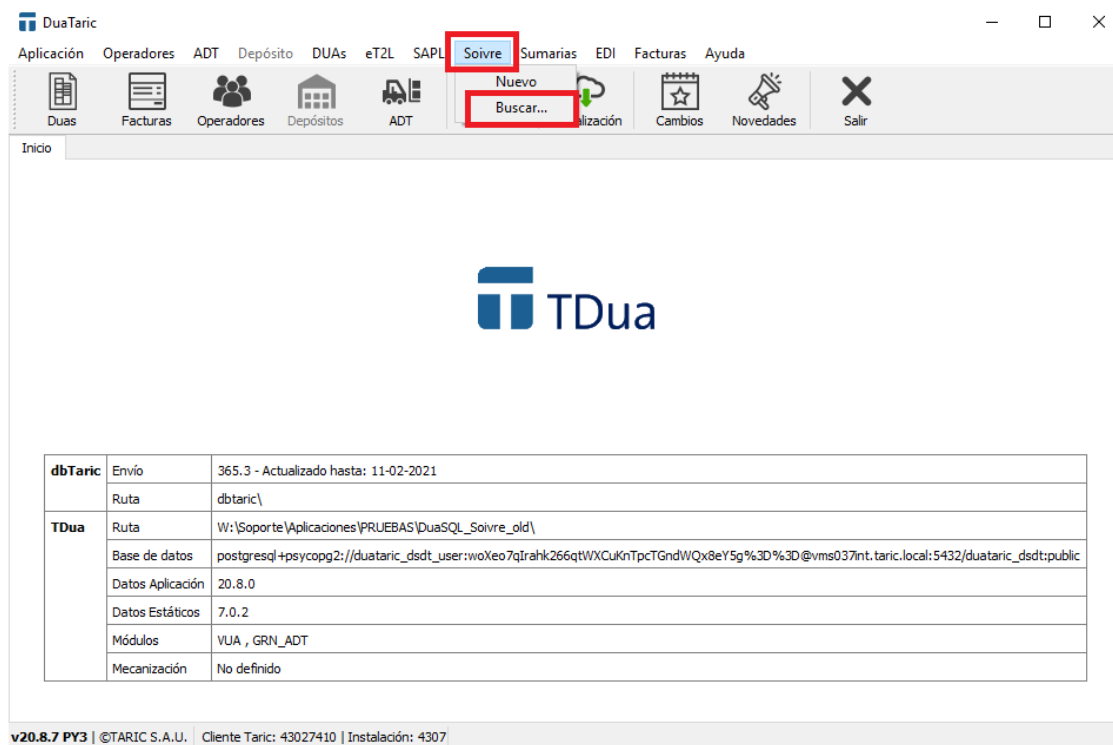 DuaTaric
Aplicación Operadores ADT Depósito DUAs eT2L SAPL Soivre Sumarias EDI Facturas Ayuda
Nuevo
Buscar...
Duas Facturas Operadores Depósitos ADT Cambios Novedades Salir
Inicio
TDua
dbTaric Envío 365.3 - Actualizado hasta: 11-02-2021
Ruta dbtaric\
TDua Ruta W:\Soporte\Aplicaciones\PRUEBAS\DuaSQL_Soivre_old\
Base de datos postgresql+psycopg2://duataric_dsdt_user:woXeo7qIrahk266qtWXCuKnTpcTGndWQx8eY5g%3D%3D@vms037int.taric.local:5432/duataric_dsdt:public
Datos Aplicación 20.8.0
Datos Estáticos 7.0.2
Módulos VUA , GRN_ADT
Mecanización No definido
v20.8.7 PY3 | ©TARIC S.A.U. Cliente Taric: 43027410 | Instalación: 4307